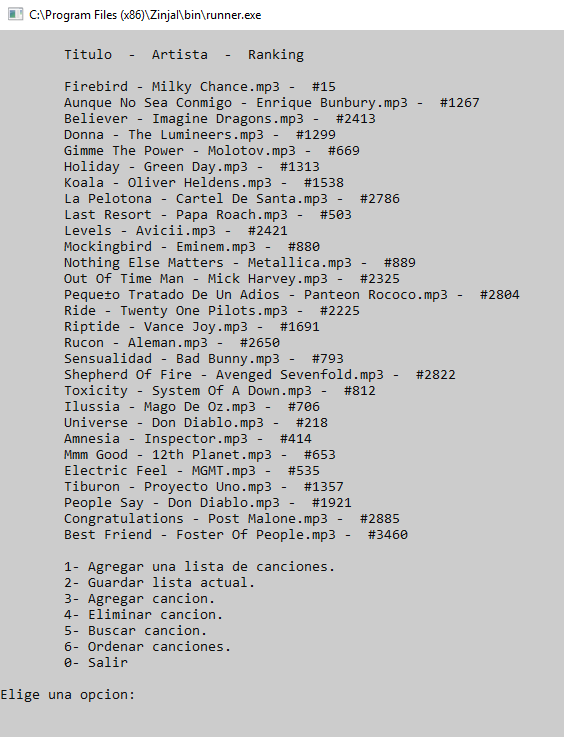 C:\Program Files (x86)\Zinjal\bin\runner.exe
Titulo - Artista - Ranking
Firebird - Milky Chance.mp3 - #15
Aunque No Sea Conmigo - Enrique Bunbury.mp3 - #1267
Believer - Imagine Dragons.mp3 - #2413
Donna - The Lumineers.mp3 - #1299
Gimme The Power - Molotov.mp3 - #669
Holiday - Green Day.mp3 - #1313
Koala - Oliver Heldens.mp3 - #1538
La Pelotona - Cartel De Santa.mp3 - #2786
Last Resort - Papa Roach.mp3 - #503
Levels - Avicii.mp3 - #2421
Mockingbird - Eminem.mp3 - #880
Nothing Else Matters - Metallica.mp3 - #889
Out Of Time Man - Mick Harvey.mp3 - #2325
Peque±o Tratado De Un Adios - Panteon Rococo.mp3 - #2804
Ride - Twenty One Pilots.mp3 - #2225
Riptide - Vance Joy.mp3 - #1691
Rucon - Aleman.mp3 - #2650
Sensualidad - Bad Bunny.mp3 - #793
Shepherd Of Fire - Avenged Sevenfold.mp3 - #2822
Toxicity - System Of A Down.mp3 - #812
Ilussia - Mago De Oz.mp3 - #706
Universe - Don Diablo.mp3 - #218
Amnesia - Inspector.mp3 - #414
Mmm Good - 12th Planet.mp3 - #653
Electric Feel - MGMT.mp3 - #535
Tiburon - Proyecto Uno.mp3 - #1357
People Say - Don Diablo.mp3 - #1921
Congratulations - Post Malone.mp3 - #2885
Best Friend - Foster Of People.mp3 - #3460
1- Agregar una lista de canciones.
2- Guardar lista actual.
3- Agregar cancion.
4- Eliminar cancion.
5- Buscar cancion.
6- Ordenar canciones.
0- Salir
Elige una opcion: